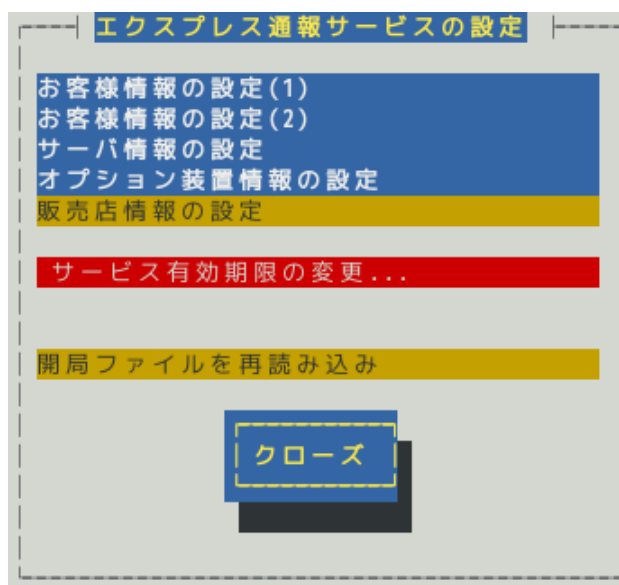 エクスプレス通報サービスの設定
お客様情報の設定(1)
お客様情報の設定(2)
サーバ情報の設定
オプション装置情報の設定
販売店情報の設定
サービス有効期限の変更...
開局ファイルを再読み込み
クローズ